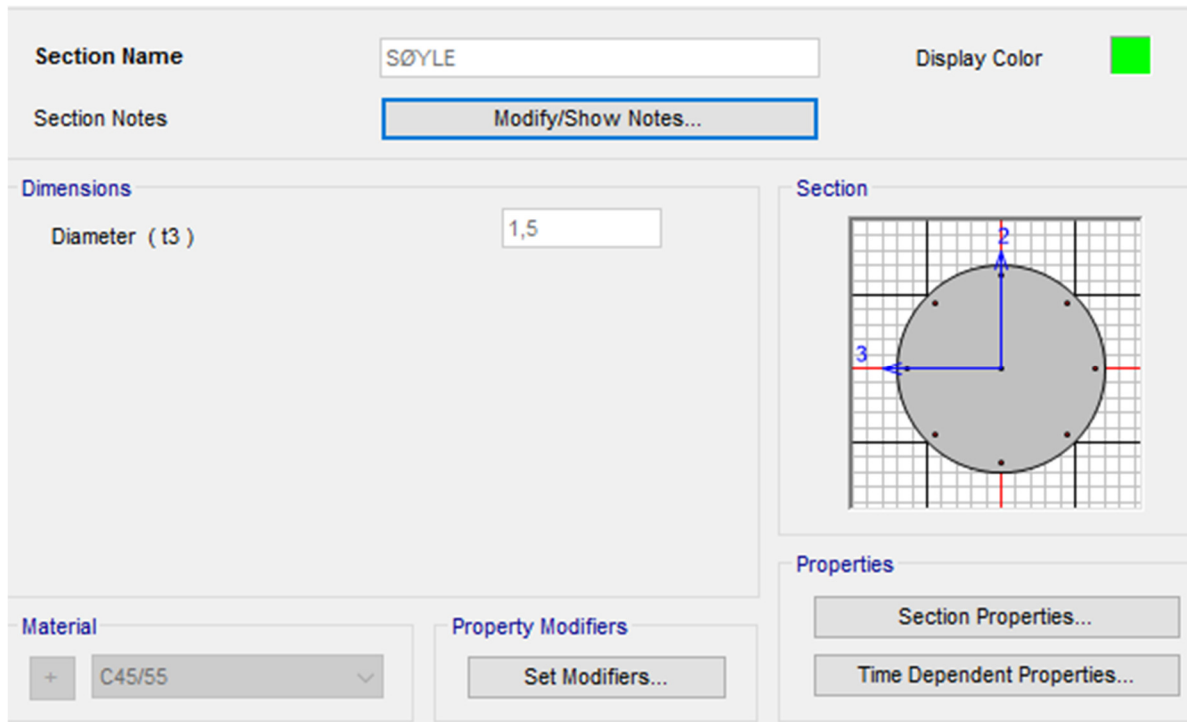 Section Name SØYLE Display Color
Section Notes Modify/Show Notes...
Dimensions
Diameter ( t3 ) 1,5
Section
2
3
Properties
Section Properties...
Time Dependent Properties...
Material
+ C45/55
Property Modifiers
Set Modifiers...